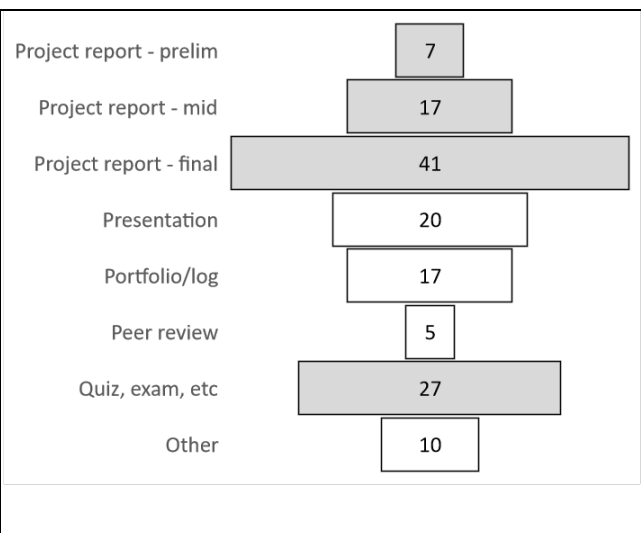 Project report - prelim 7
Project report - mid 17
Project report - final 41
Presentation 20
Portfolio/log 17
Peer review 5
Quiz, exam, etc 27
Other 10